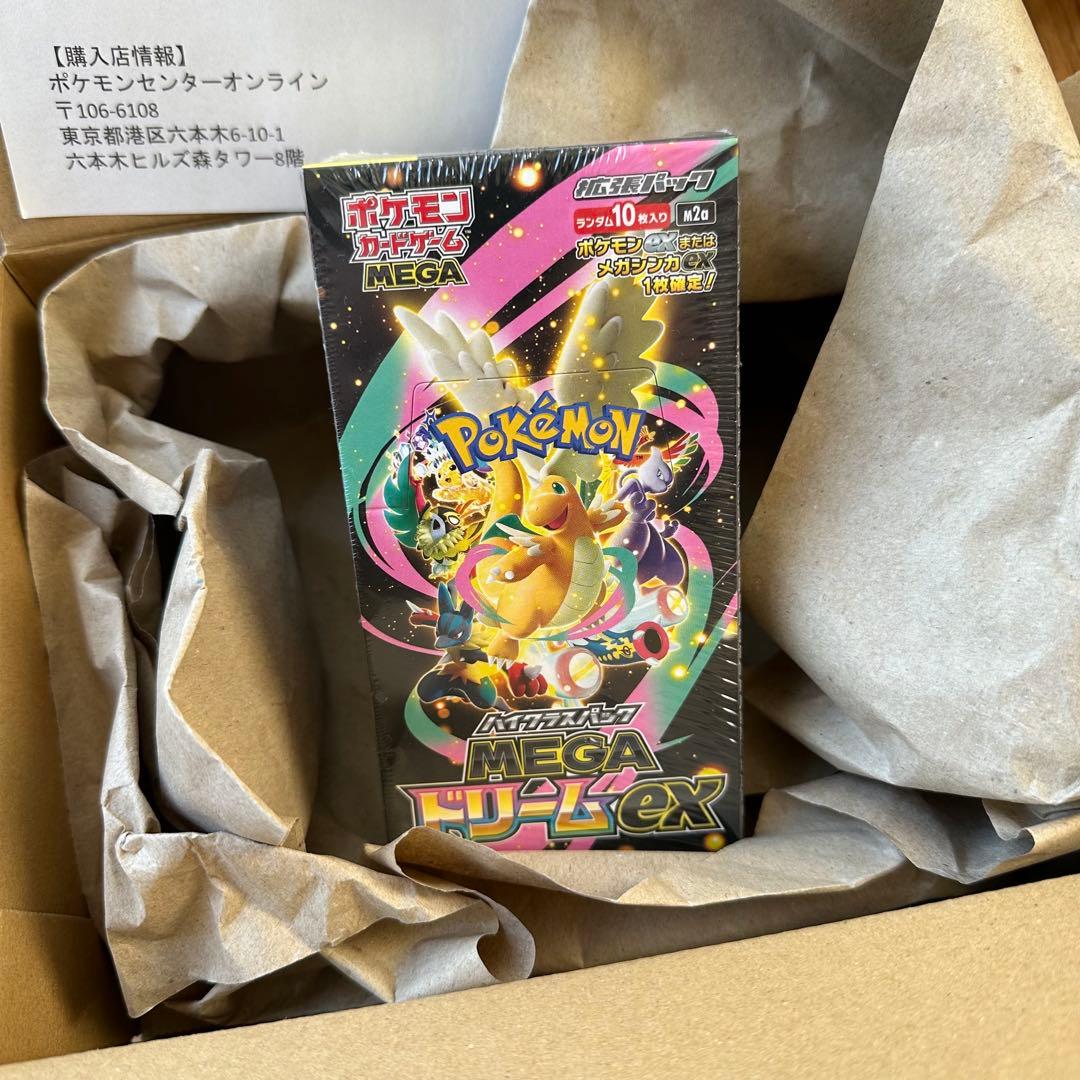 【購入店情報】
ポケモンセンターオンライン
〒106-6108
東京都港区六本木6-10-1
六本木ヒルズ森タワー8階
ポケモン
カードゲーム
MEGA
拡張パック
ランダム10枚入り M2a
ポケモンexまたは
メガシンカex
1枚確定!
POKéMON
ハイクラスパック
MEGA
ドリームex